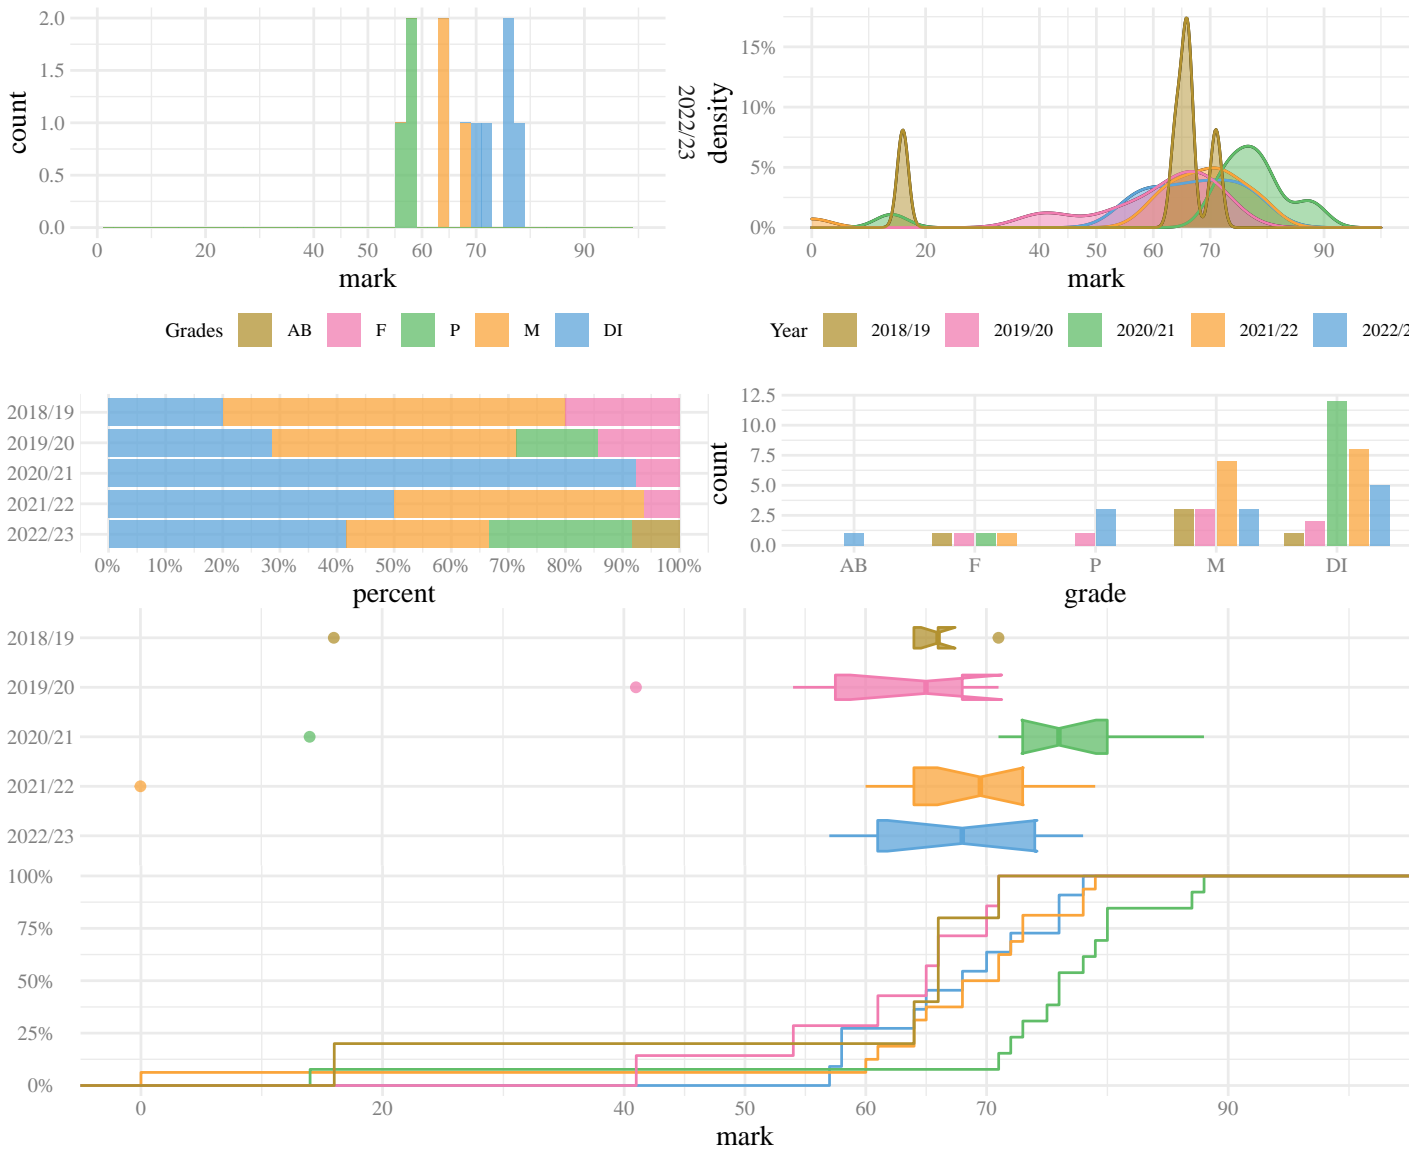 2.0
1.5
1.0
0.5
0.0
count
0 20 40 50 60 70 90
mark
2022/23
15%
10%
5%
0%
density
0 20 40 50 60 70 90
mark
Grades AB F P M DI
Year 2018/19 2019/20 2020/21 2021/22 2022/2
2018/19
2019/20
2020/21
2021/22
2022/23
0% 10% 20% 30% 40% 50% 60% 70% 80% 90% 100%
percent
12.5
10.0
7.5
5.0
2.5
0.0
count
AB F P M DI
grade
2018/19
2019/20
2020/21
2021/22
2022/23
100%
75%
50%
25%
0%
0 20 40 50 60 70 90
mark